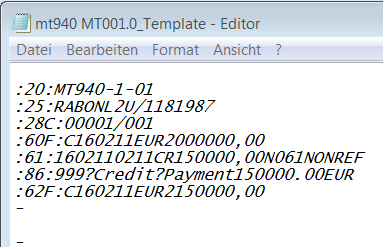 mt940 MT001.0_Template - Editor
Datei Bearbeiten Format Ansicht ?
:20:MT940-1-01
:25:RABONL2U/1181987
:28C:00001/001
:60F:C160211EUR2000000,00
:61:1602110211CR150000,00N061NONREF
:86:999?Credit?Payment150000.00EUR
:62F:C160211EUR2150000,00
-
-